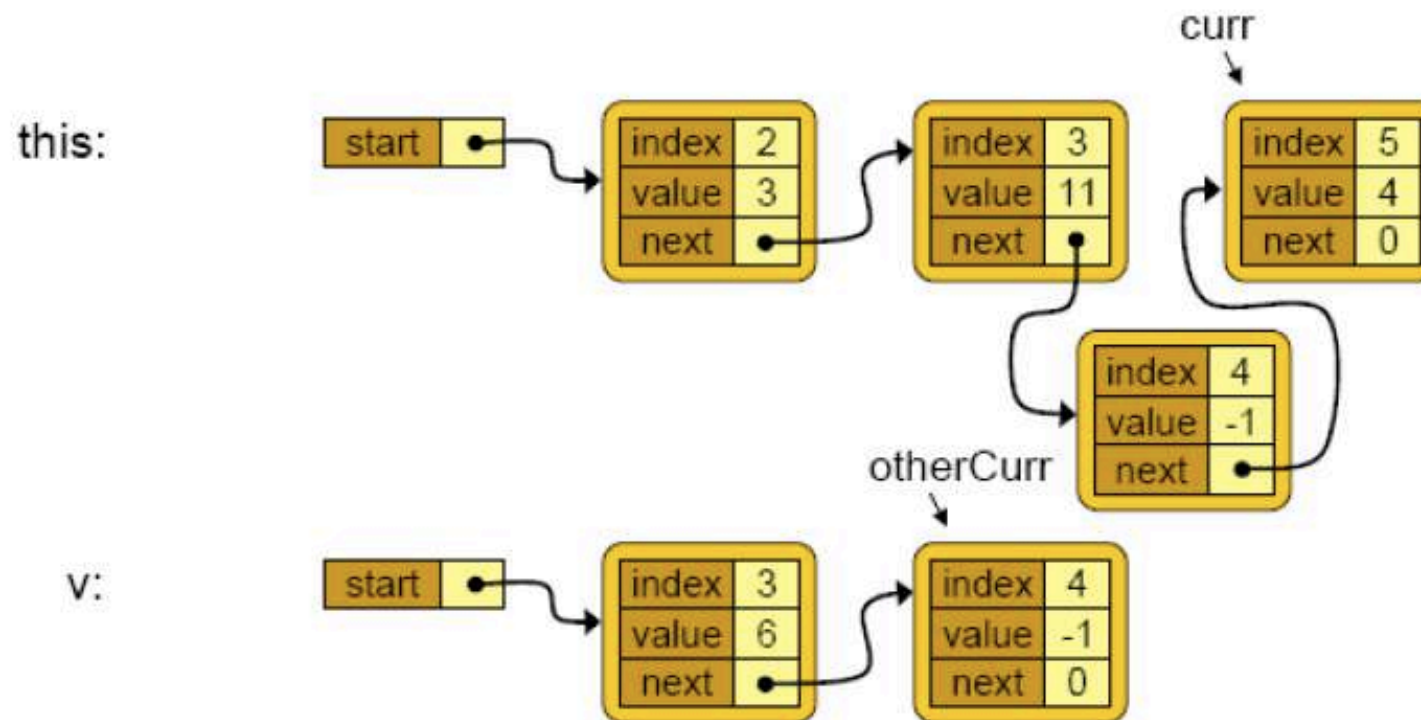 curr
this:
start
index 2
value 3
next
index 3
value 11
next
index 5
value 4
next 0
index 4
value -1
next
otherCurr
v:
start
index 3
value 6
next
index 4
value -1
next 0